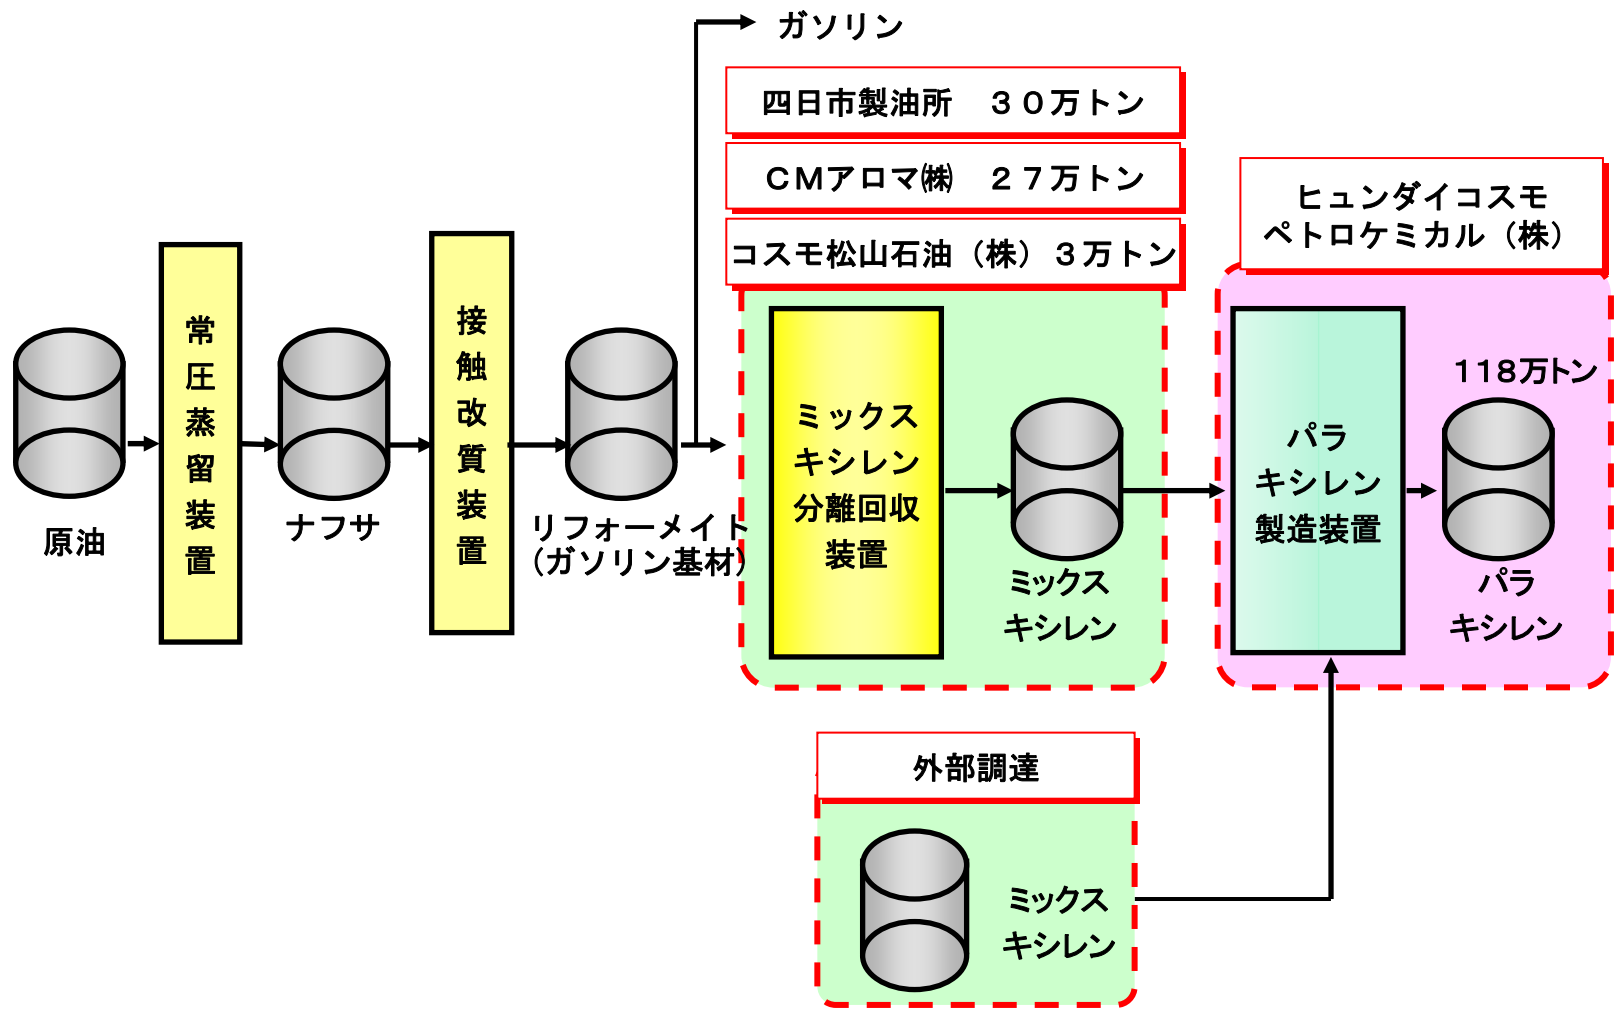 ガソリン
四日市製油所　３０万トン
ＣＭアロマ㈱　２７万トン
コスモ松山石油（株）３万トン
ヒュンダイコスモ
ペトロケミカル（株）
常
圧
蒸
留
装
置
接
触
改
質
装
置
原油
ナフサ
リフォーメイト
（ガソリン基材）
ミックス
キシレン
分離回収
装置
ミックス
キシレン
パラ
キシレン
製造装置
118万トン
パラ
キシレン
外部調達
ミックス
キシレン